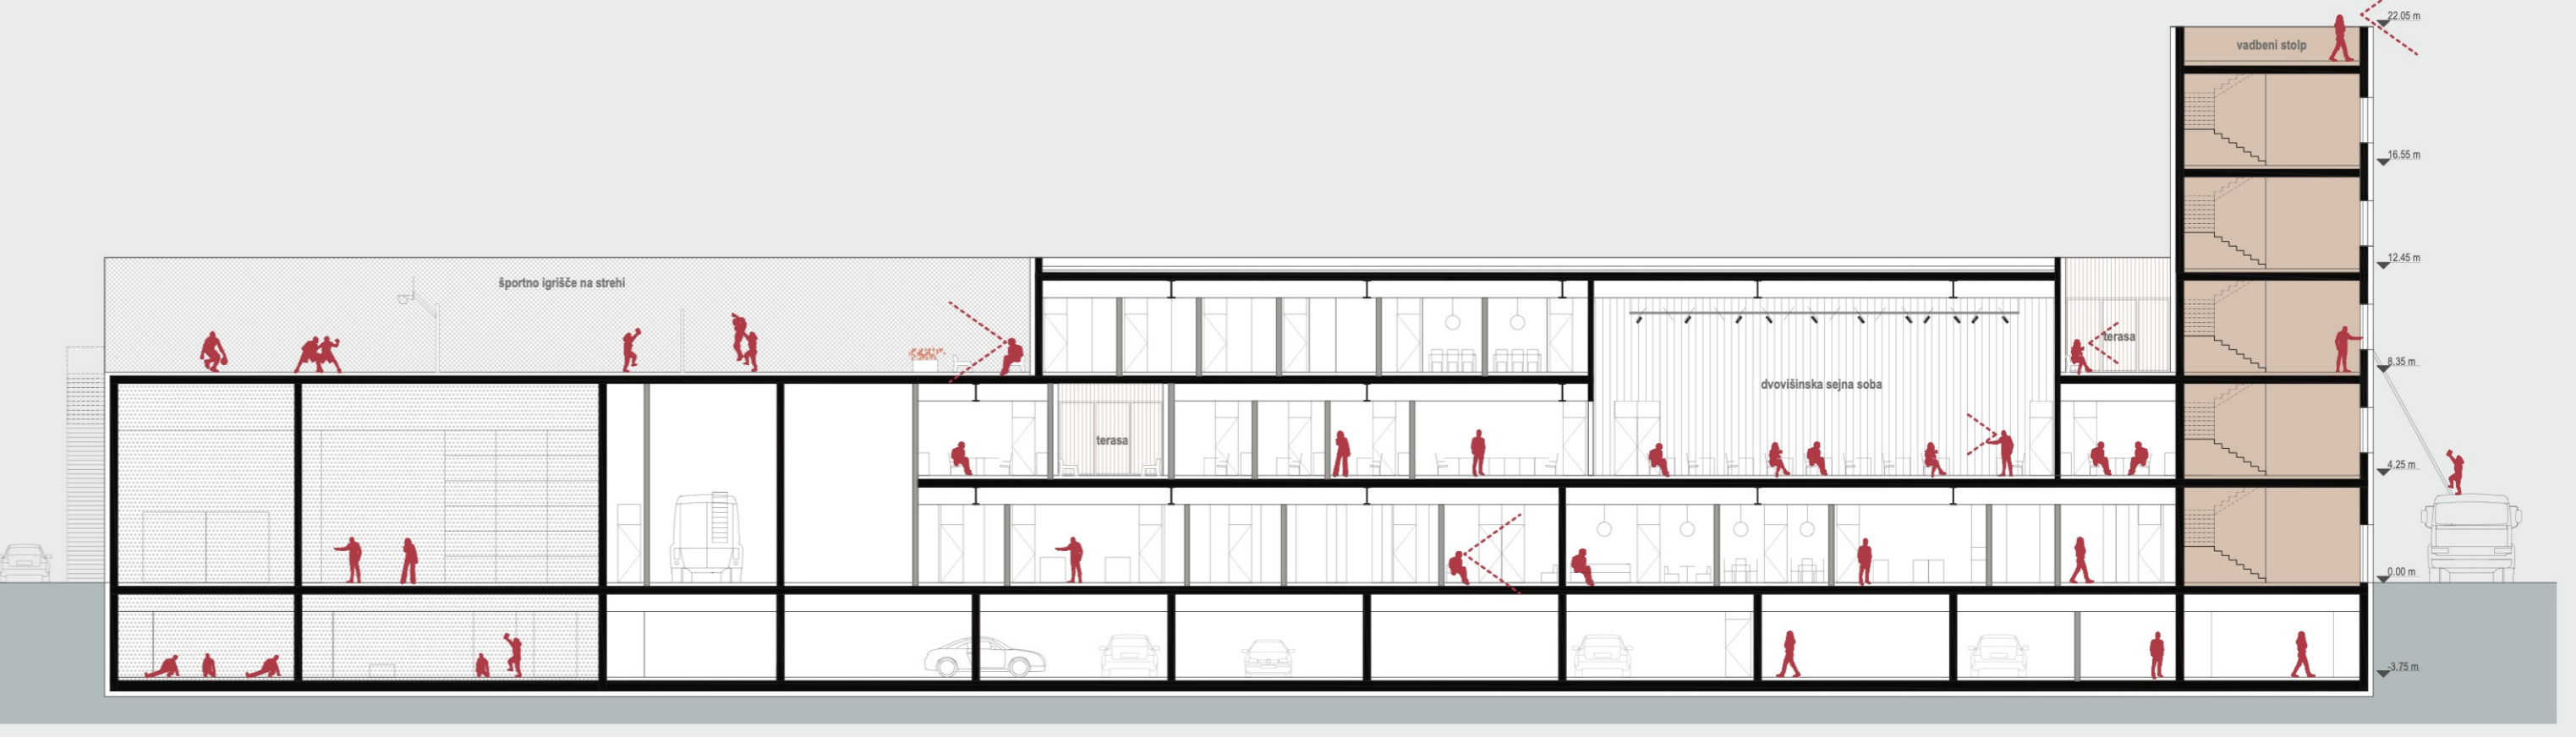 22.05 m
vadbeni stolp
16.55 m
12.45 m
športno igrišče na strehi
terasa
8.35 m
dvovišinska sejna soba
terasa
4.25 m
0.00 m
-3.75 m